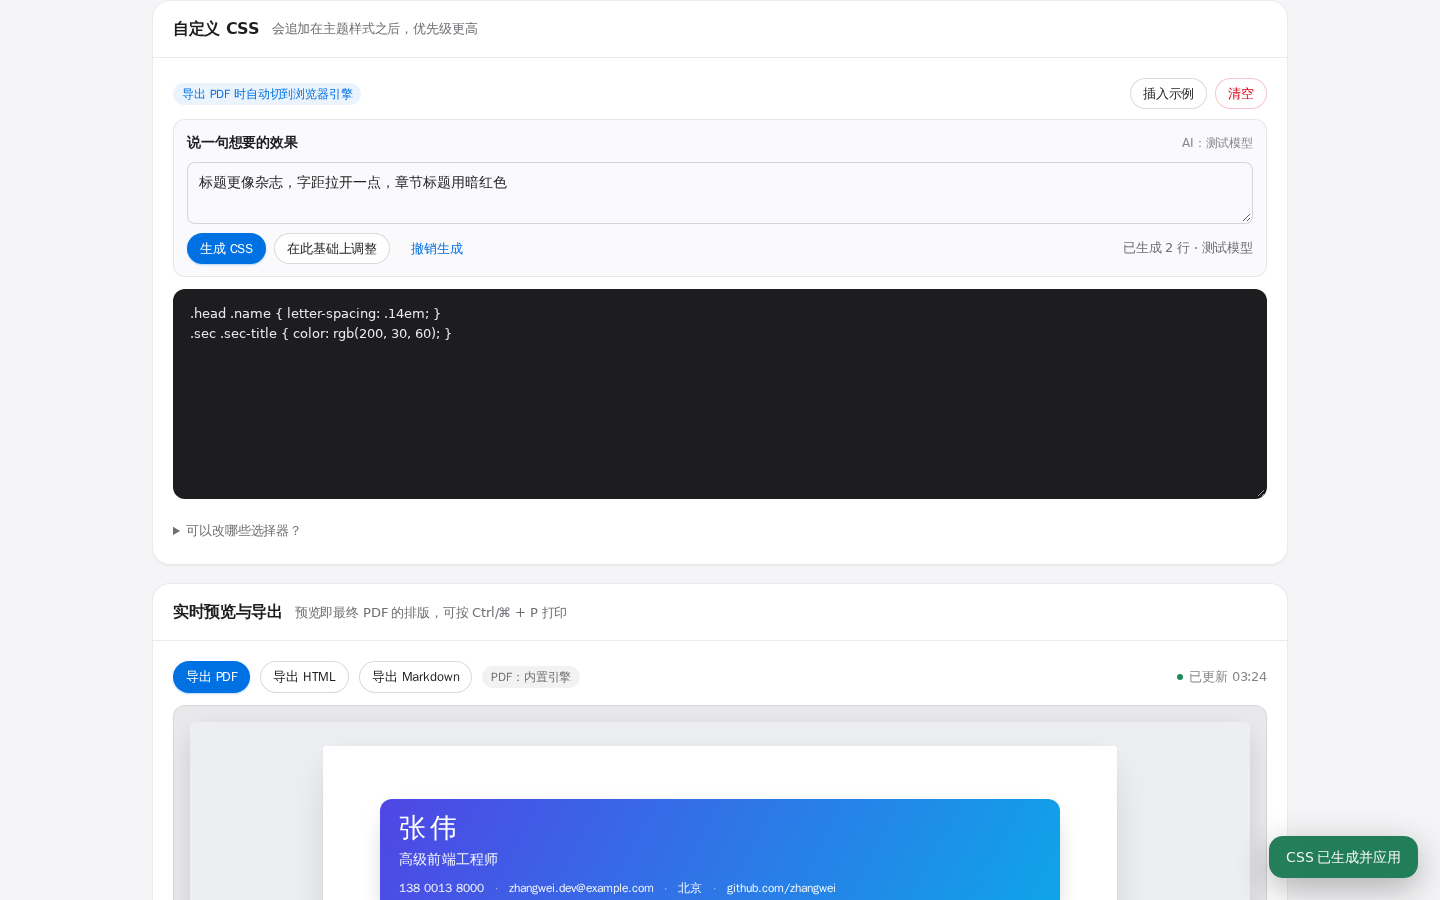 自定义 CSS 会追加在主题样式之后，优先级更高
导出 PDF 时自动切到浏览器引擎 插入示例 清空
说一句想要的效果 AI：测试模型
标题更像杂志，字距拉开一点，章节标题用暗红色
生成 CSS 在此基础上调整 撤销生成 已生成 2 行 · 测试模型
.head .name { letter-spacing: .14em; }
.sec .sec-title { color: rgb(200, 30, 60); }
▶ 可以改哪些选择器？
实时预览与导出 预览即最终 PDF 的排版，可按 Ctrl/⌘ + P 打印
导出 PDF 导出 HTML 导出 Markdown PDF：内置引擎 已更新 03:24
张伟
高级前端工程师
138 0013 8000 · zhangwei.dev@example.com · 北京 · github.com/zhangwei
CSS 已生成并应用